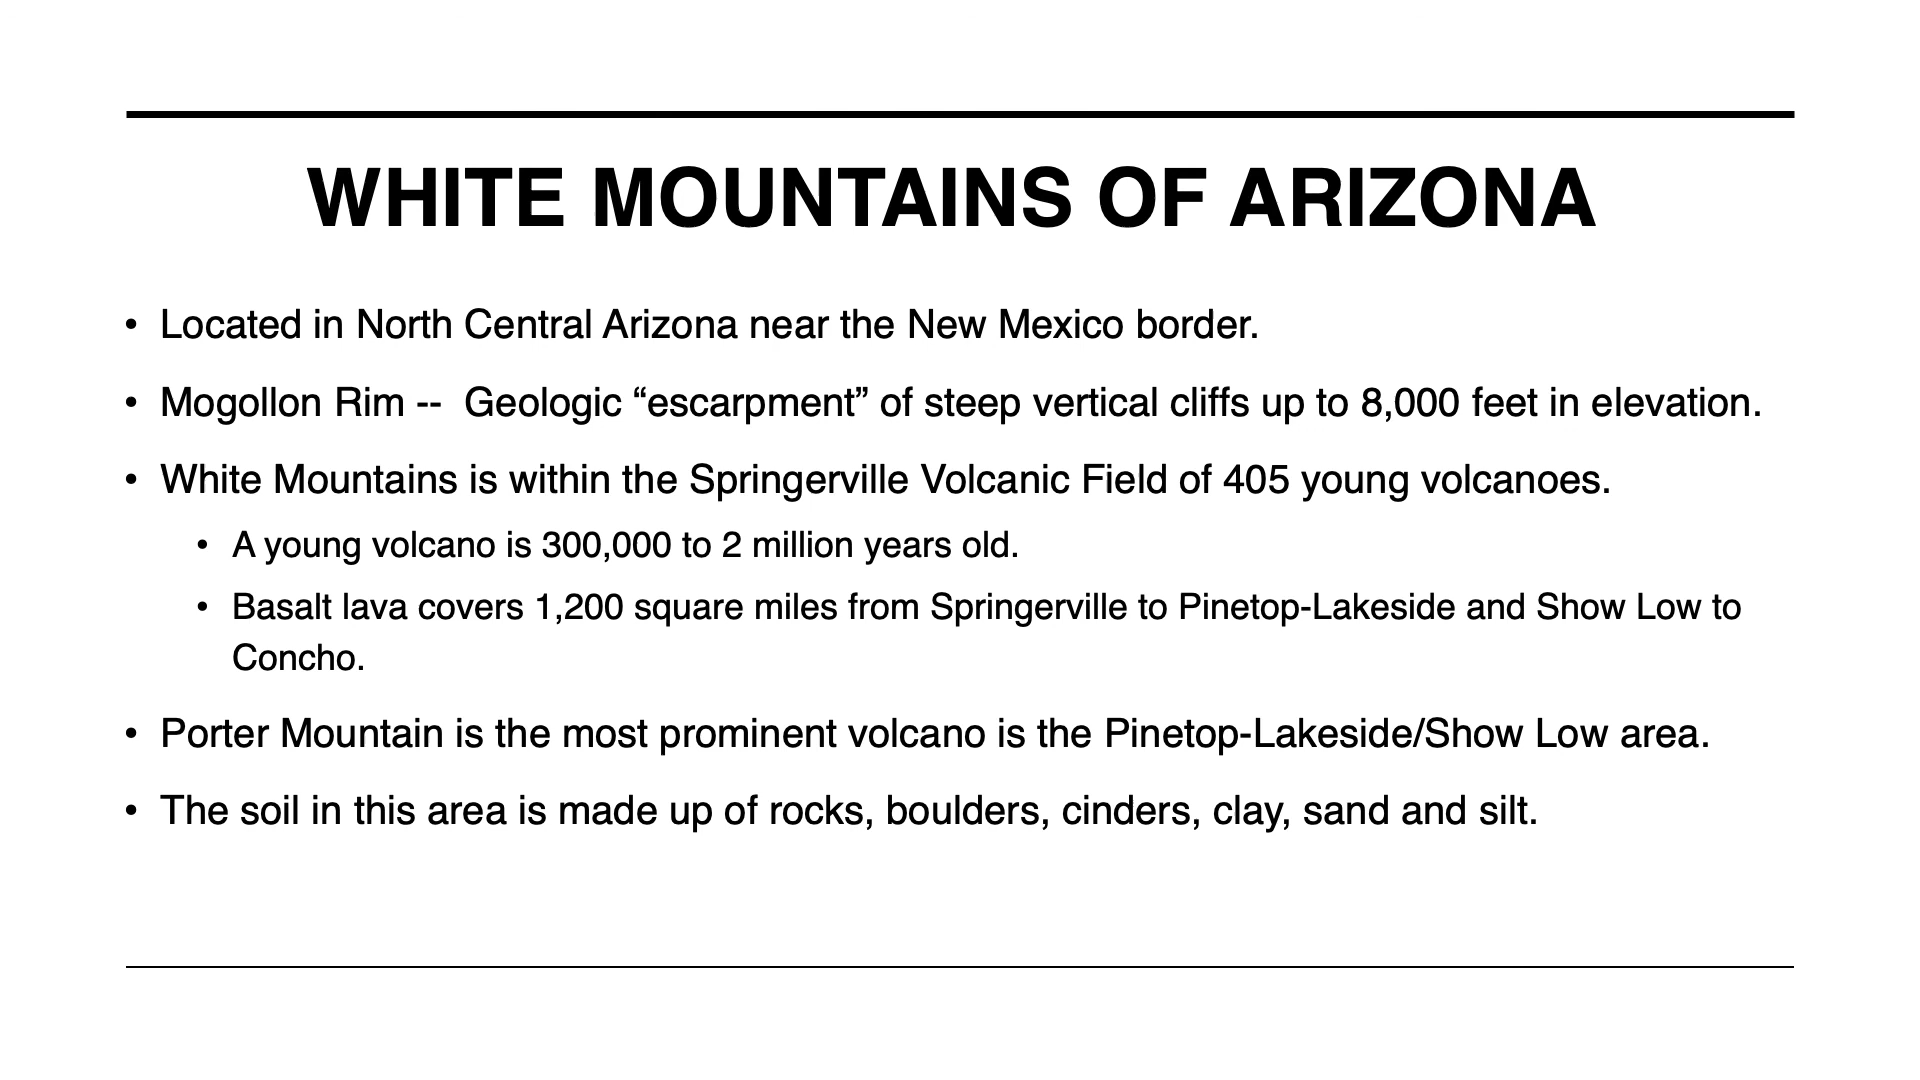 WHITE MOUNTAINS OF ARIZONA
• Located in North Central Arizona near the New Mexico border.
• Mogollon Rim --  Geologic “escarpment” of steep vertical cliffs up to 8,000 feet in elevation.
• White Mountains is within the Springerville Volcanic Field of 405 young volcanoes.
• A young volcano is 300,000 to 2 million years old.
• Basalt lava covers 1,200 square miles from Springerville to Pinetop-Lakeside and Show Low to
Concho.
• Porter Mountain is the most prominent volcano is the Pinetop-Lakeside/Show Low area.
• The soil in this area is made up of rocks, boulders, cinders, clay, sand and silt.